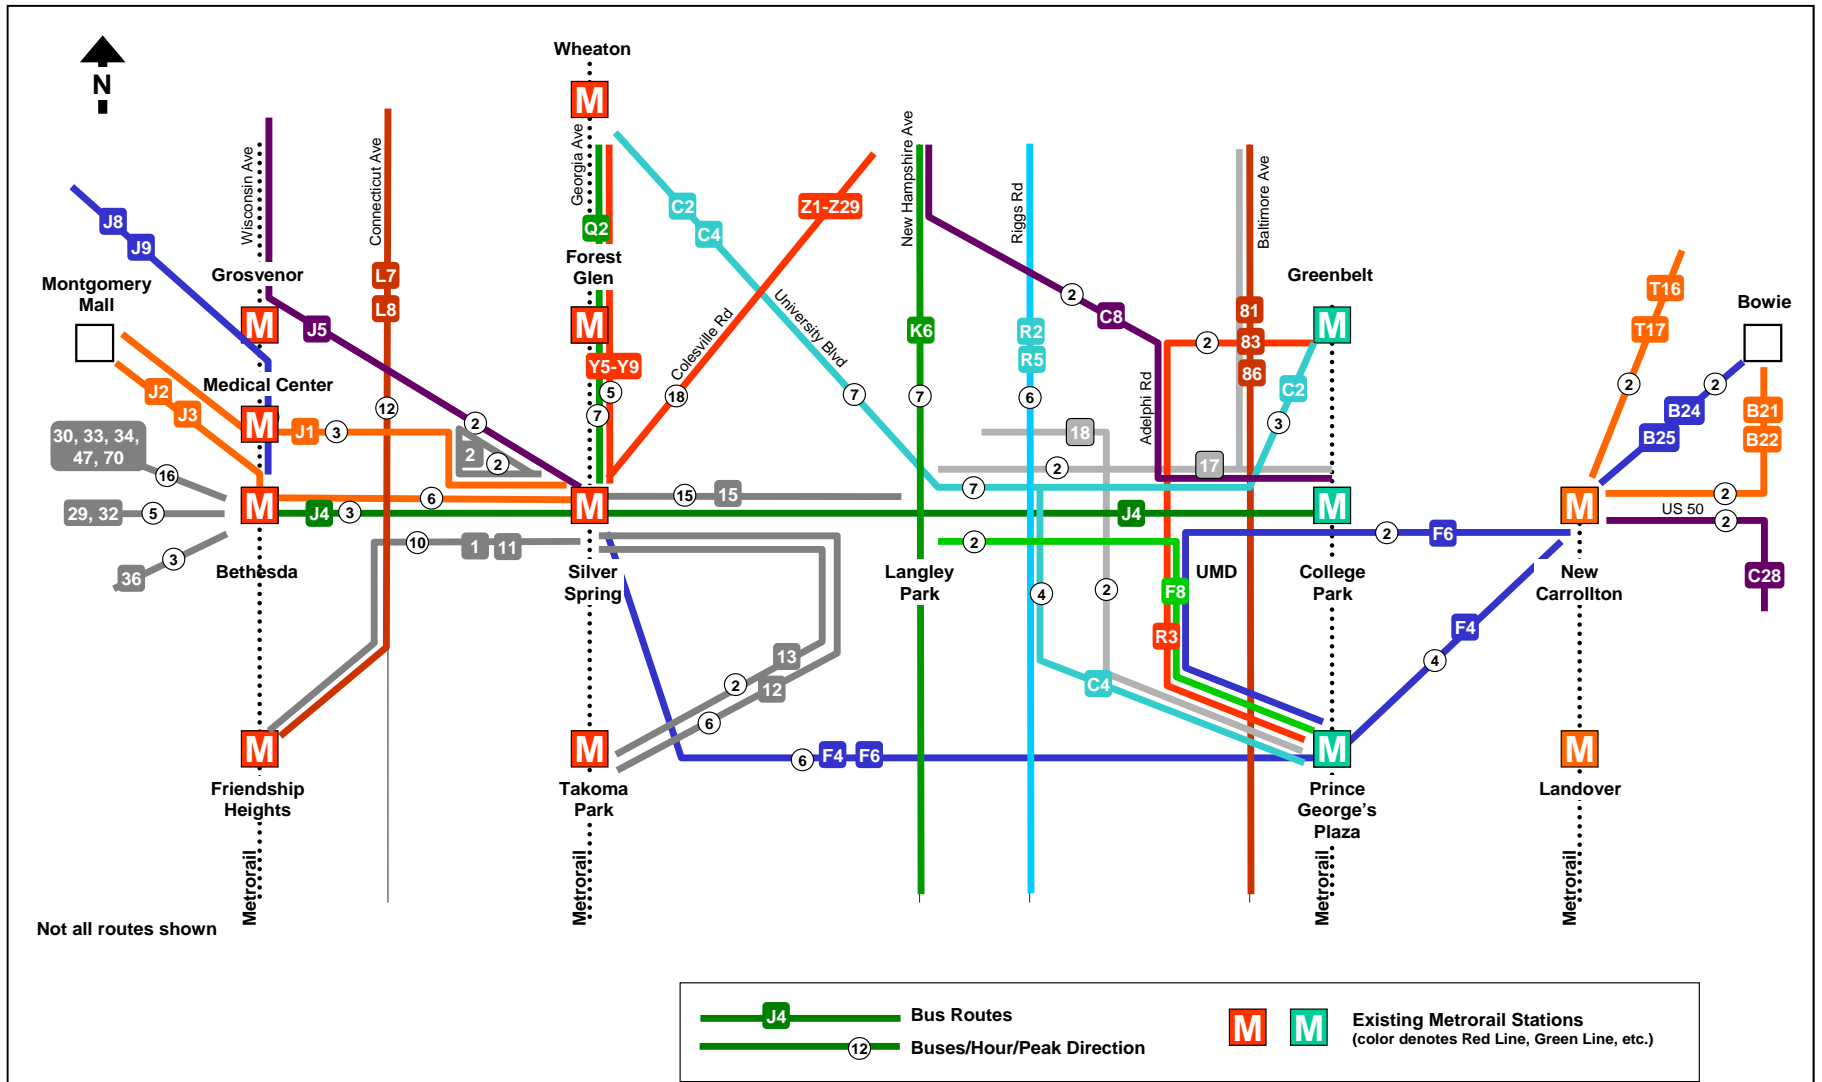 Wheaton
M
N
Wisconsin Ave
Connecticut Ave
Georgia Ave
New Hampshire Ave
Riggs Rd
Baltimore Ave
J8
J9
Q2
C2
C4
Z1-Z29
Montgomery
Mall
Grosvenor
M
L7
L8
J5
Forest
Glen
M
Y5-Y9
5
7
Colesville Rd
18
University Blvd
7
K6
7
R2
R5
6
2
C8
Adelphi Rd
2
81
83
86
Greenbelt
M
C2
3
T16
T17
2
Bowie
2
B24
B25
B21
B22
2
US 50
2
C28
J2
J3
Medical Center
M
J1
3
12
2
2
2
30, 33, 34,
47, 70
16
29, 32
5
3
36
M
Bethesda
6
J4
3
10
1
11
M
Silver
Spring
15
15
18
2
17
7
J4
2
Langley
Park
4
2
F8
R3
C4
UMD
M
College
Park
2
F6
M
New
Carrollton
F4
4
13
2
12
6
M
Friendship
Heights
M
Takoma
Park
6
F4
F6
M
Prince
George's
Plaza
M
Landover
Metrorail
Metrorail
Metrorail
Metrorail
Not all routes shown
J4
Bus Routes
12
Buses/Hour/Peak Direction
M
M
Existing Metrorail Stations
(color denotes Red Line, Green Line, etc.)